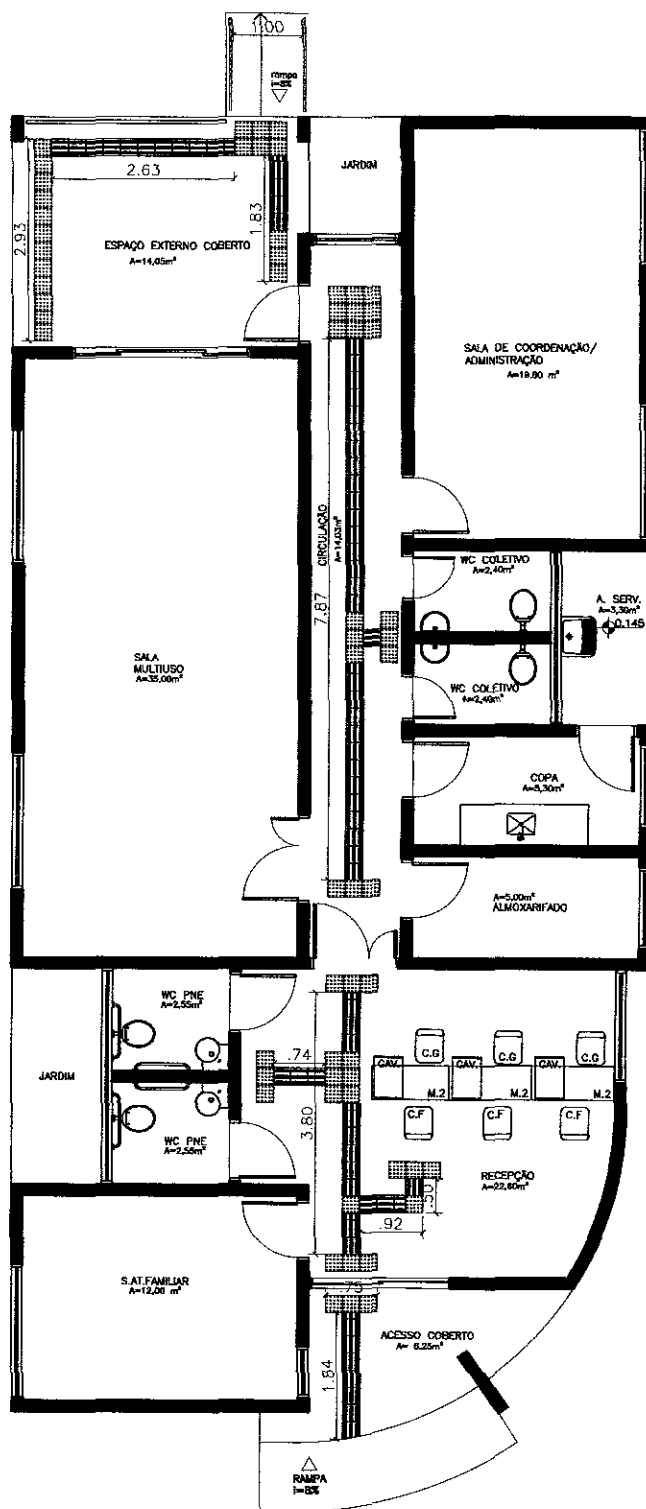 1.00
rampa
i=8%
2.63
JARDIM
1.83
2.93
ESPAÇO EXTERNO COBERTO
A=14,05m²
SALA DE COORDENAÇÃO/
ADMINISTRAÇÃO
A=19.80 m²
CIRCULAÇÃO
A=14,03m²
7.87
WC COLETIVO
A=2,40m²
A. SERV.
A=3,30m²
0.145
SALA
MULTIUSO
A=35,00m²
WC COLETIVO
A=2,40m²
COPA
A=5,30m²
A=5,00m²
ALMOXARIFADO
WC PNE
A=2,55m²
.74
C.G
C.G
C.G
GAV.
GAV.
GAV.
JARDIM
M.2
M.2
M.2
3.80
C.F
C.F
C.F
WC PNE
A=2,55m²
RECEPÇÃO
A=22,60m²
.50
.92
S.AT.FAMILIAR
A=12,00 m²
.75
ACESSO COBERTO
A= 6.25m²
1.84
RAMPA
i=8%